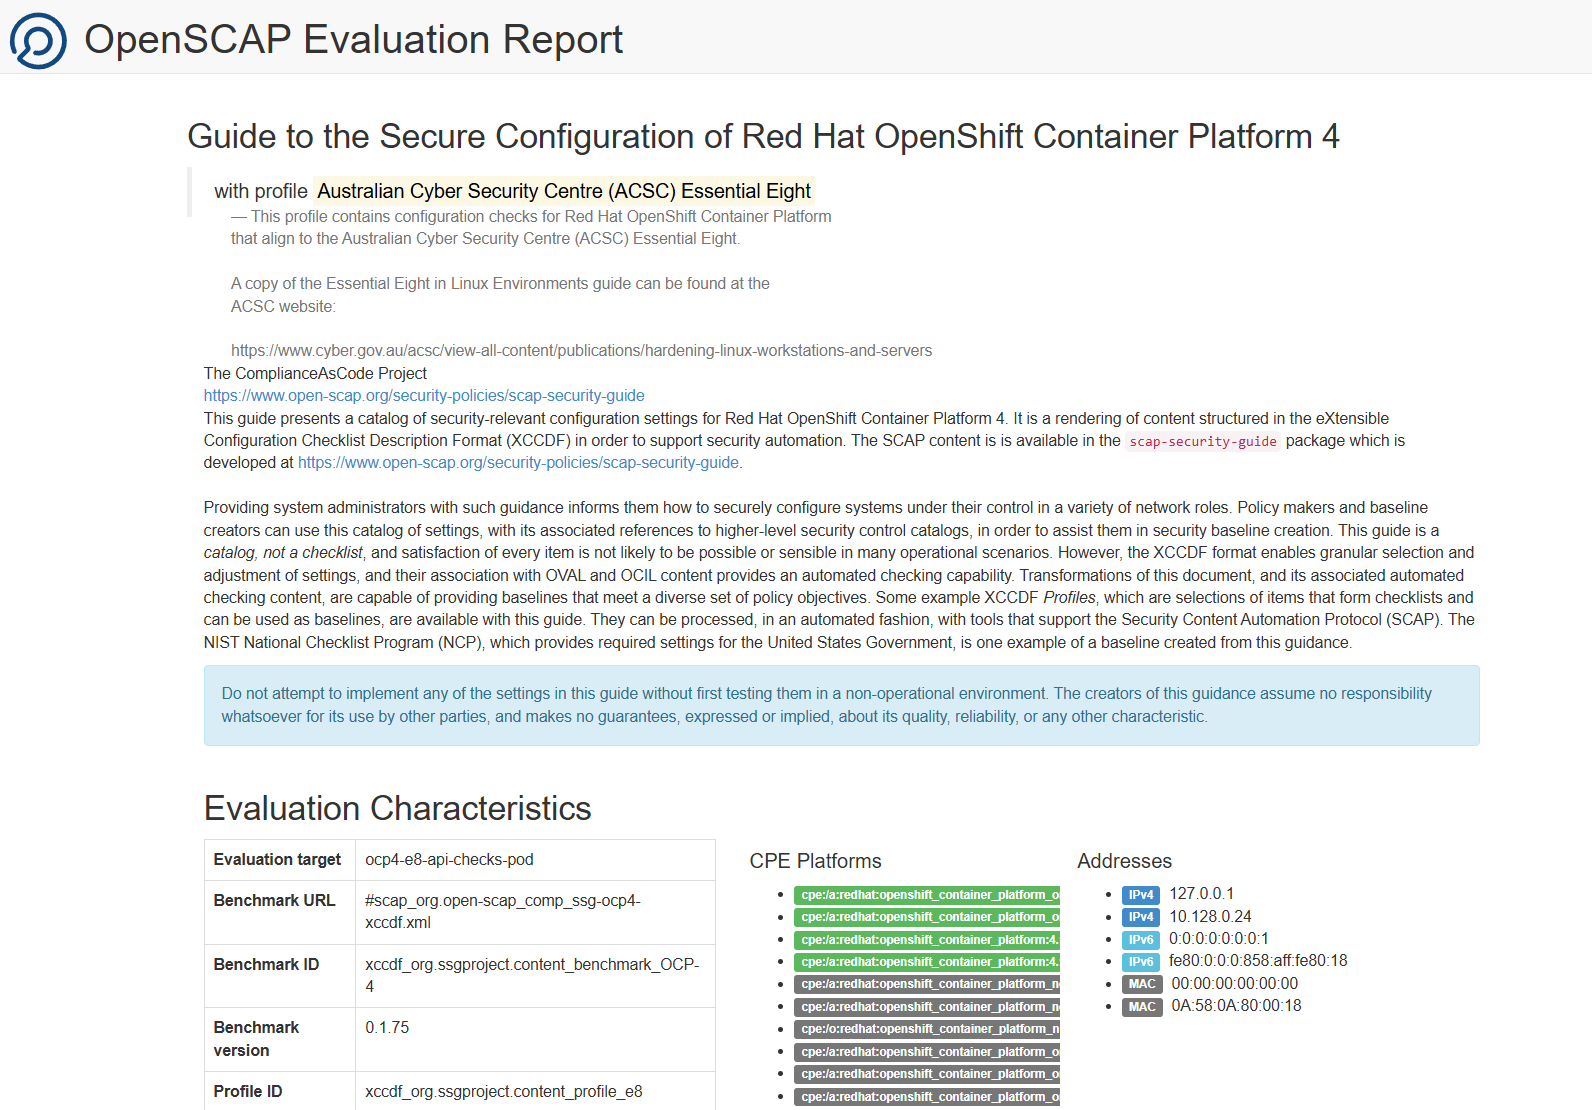 OpenSCAP Evaluation Report
Guide to the Secure Configuration of Red Hat OpenShift Container Platform 4
with profile Australian Cyber Security Centre (ACSC) Essential Eight
— This profile contains configuration checks for Red Hat OpenShift Container Platform
that align to the Australian Cyber Security Centre (ACSC) Essential Eight.
A copy of the Essential Eight in Linux Environments guide can be found at the
ACSC website:
https://www.cyber.gov.au/acsc/view-all-content/publications/hardening-linux-workstations-and-servers
The ComplianceAsCode Project
https://www.open-scap.org/security-policies/scap-security-guide
This guide presents a catalog of security-relevant configuration settings for Red Hat OpenShift Container Platform 4. It is a rendering of content structured in the eXtensible
Configuration Checklist Description Format (XCCDF) in order to support security automation. The SCAP content is is available in the scap-security-guide package which is
developed at https://www.open-scap.org/security-policies/scap-security-guide.
Providing system administrators with such guidance informs them how to securely configure systems under their control in a variety of network roles. Policy makers and baseline
creators can use this catalog of settings, with its associated references to higher-level security control catalogs, in order to assist them in security baseline creation. This guide is a
catalog, not a checklist, and satisfaction of every item is not likely to be possible or sensible in many operational scenarios. However, the XCCDF format enables granular selection and
adjustment of settings, and their association with OVAL and OCIL content provides an automated checking capability. Transformations of this document, and its associated automated
checking content, are capable of providing baselines that meet a diverse set of policy objectives. Some example XCCDF Profiles, which are selections of items that form checklists and
can be used as baselines, are available with this guide. They can be processed, in an automated fashion, with tools that support the Security Content Automation Protocol (SCAP). The
NIST National Checklist Program (NCP), which provides required settings for the United States Government, is one example of a baseline created from this guidance.
Do not attempt to implement any of the settings in this guide without first testing them in a non-operational environment. The creators of this guidance assume no responsibility
whatsoever for its use by other parties, and makes no guarantees, expressed or implied, about its quality, reliability, or any other characteristic.
Evaluation Characteristics
Evaluation target ocp4-e8-api-checks-pod
Benchmark URL #scap_org.open-scap_comp_ssg-ocp4-
xccdf.xml
Benchmark ID xccdf_org.ssgproject.content_benchmark_OCP-
4
Benchmark
version 0.1.75
Profile ID xccdf_org.ssgproject.content_profile_e8
CPE Platforms
cpe:/a:redhat:openshift_container_platform_o
cpe:/a:redhat:openshift_container_platform_o
cpe:/a:redhat:openshift_container_platform:4.
cpe:/a:redhat:openshift_container_platform:4.
cpe:/a:redhat:openshift_container_platform_n
cpe:/a:redhat:openshift_container_platform_n
cpe:/o:redhat:openshift_container_platform_n
cpe:/a:redhat:openshift_container_platform_o
cpe:/a:redhat:openshift_container_platform_o
cpe:/a:redhat:openshift_container_platform_o
Addresses
IPv4 127.0.0.1
IPv4 10.128.0.24
IPv6 0:0:0:0:0:0:0:1
IPv6 fe80:0:0:0:858:aff:fe80:18
MAC 00:00:00:00:00:00
MAC 0A:58:0A:80:00:18